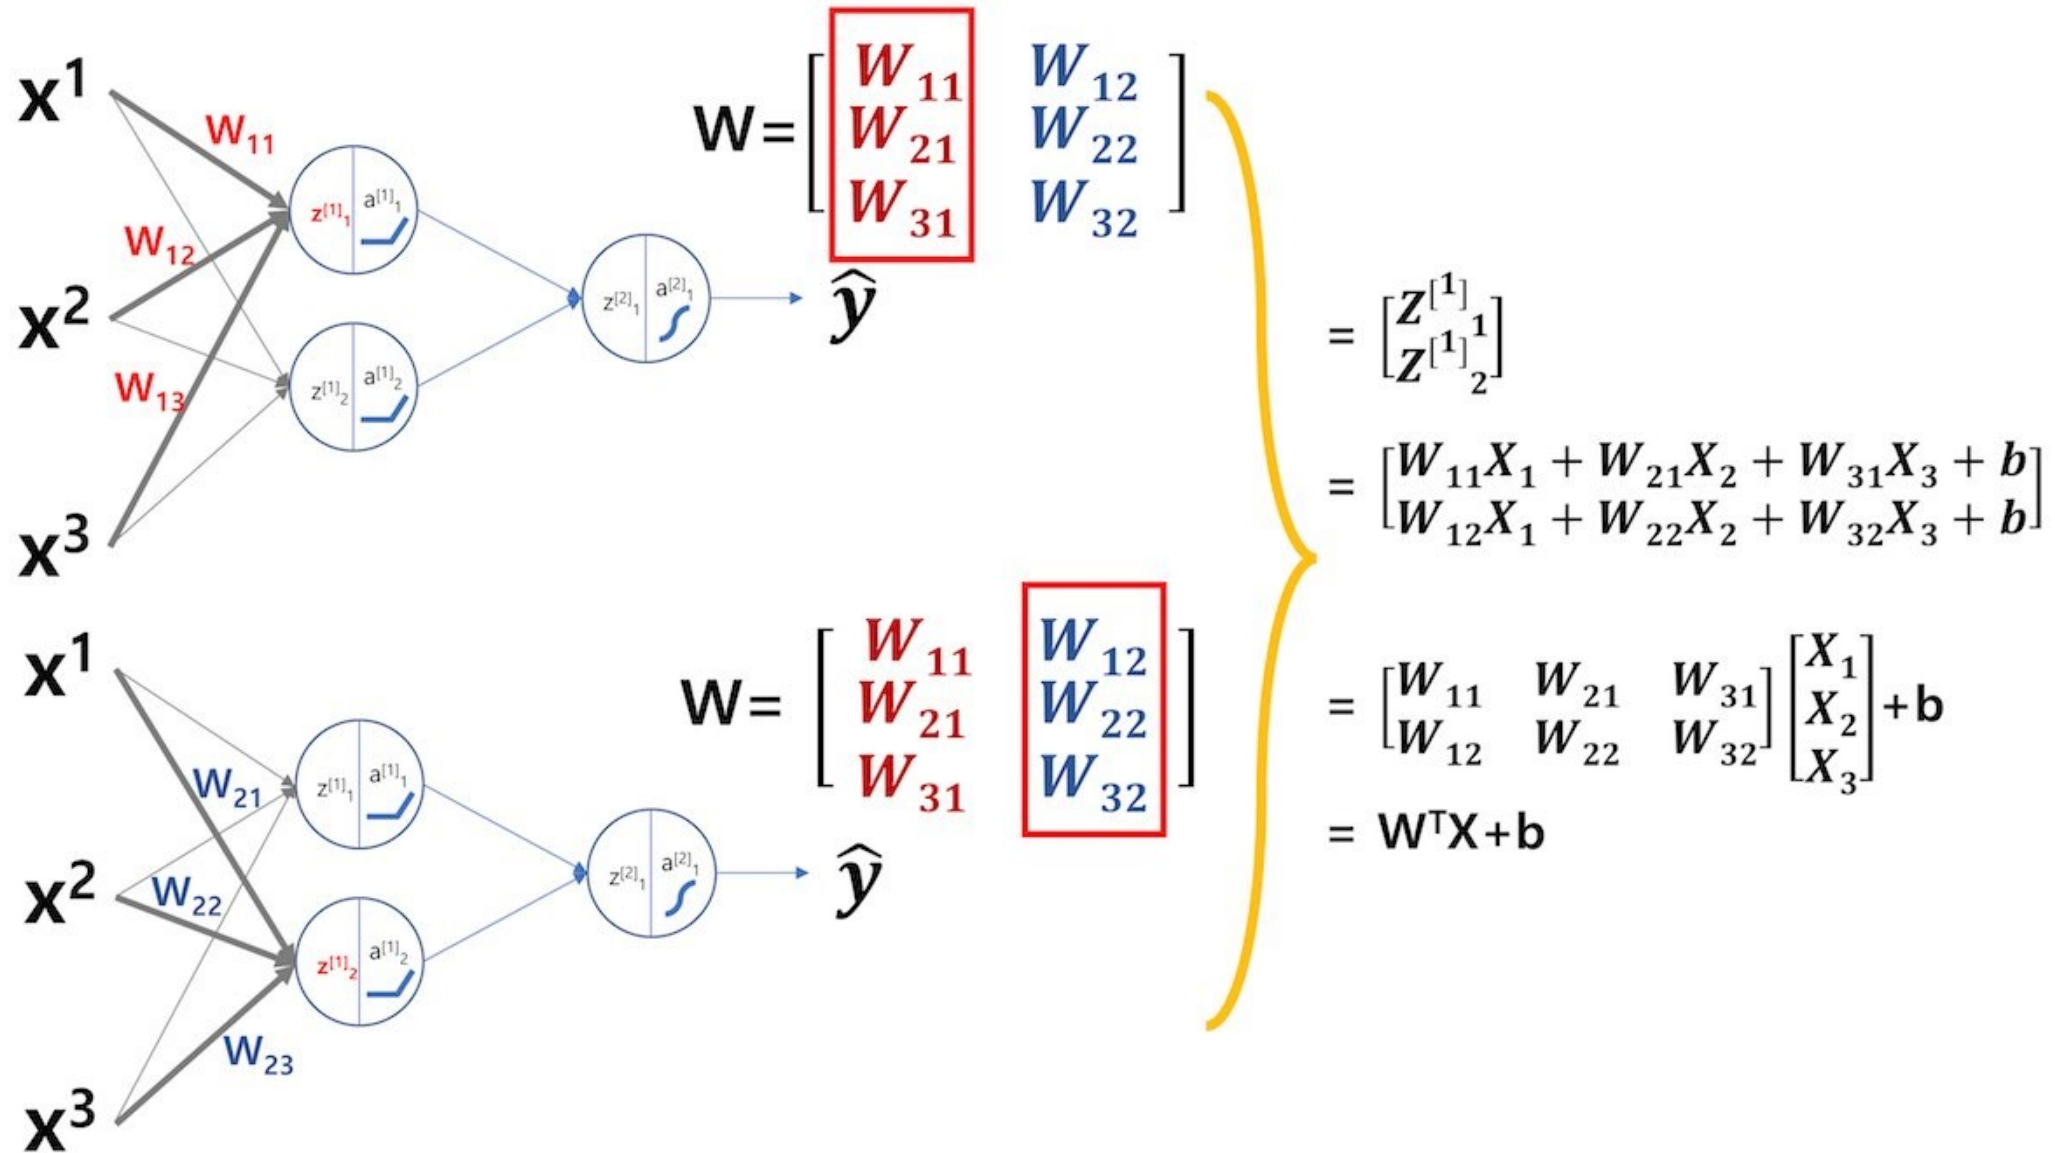 x¹
W₁₁
z[1]₁ a[1]₁
W₁₂
x²
z[2]₁ a[2]₁
ŷ
W₁₃
z[1]₂ a[1]₂
x³
W=
W₁₁ W₁₂
W₂₁ W₂₂
W₃₁ W₃₂
x¹
z[1]₁ a[1]₁
W₂₁
x²
W₂₂
z[2]₁ a[2]₁
ŷ
z[1]₂ a[1]₂
W₂₃
x³
W=
W₁₁ W₁₂
W₂₁ W₂₂
W₃₁ W₃₂
= [Z[1]₁
Z[1]₂]
= [W₁₁X₁ + W₂₁X₂ + W₃₁X₃ + b
W₁₂X₁ + W₂₂X₂ + W₃₂X₃ + b]
= [W₁₁ W₂₁ W₃₁
W₁₂ W₂₂ W₃₂]
[X₁
X₂
X₃] +b
= WᵀX+b